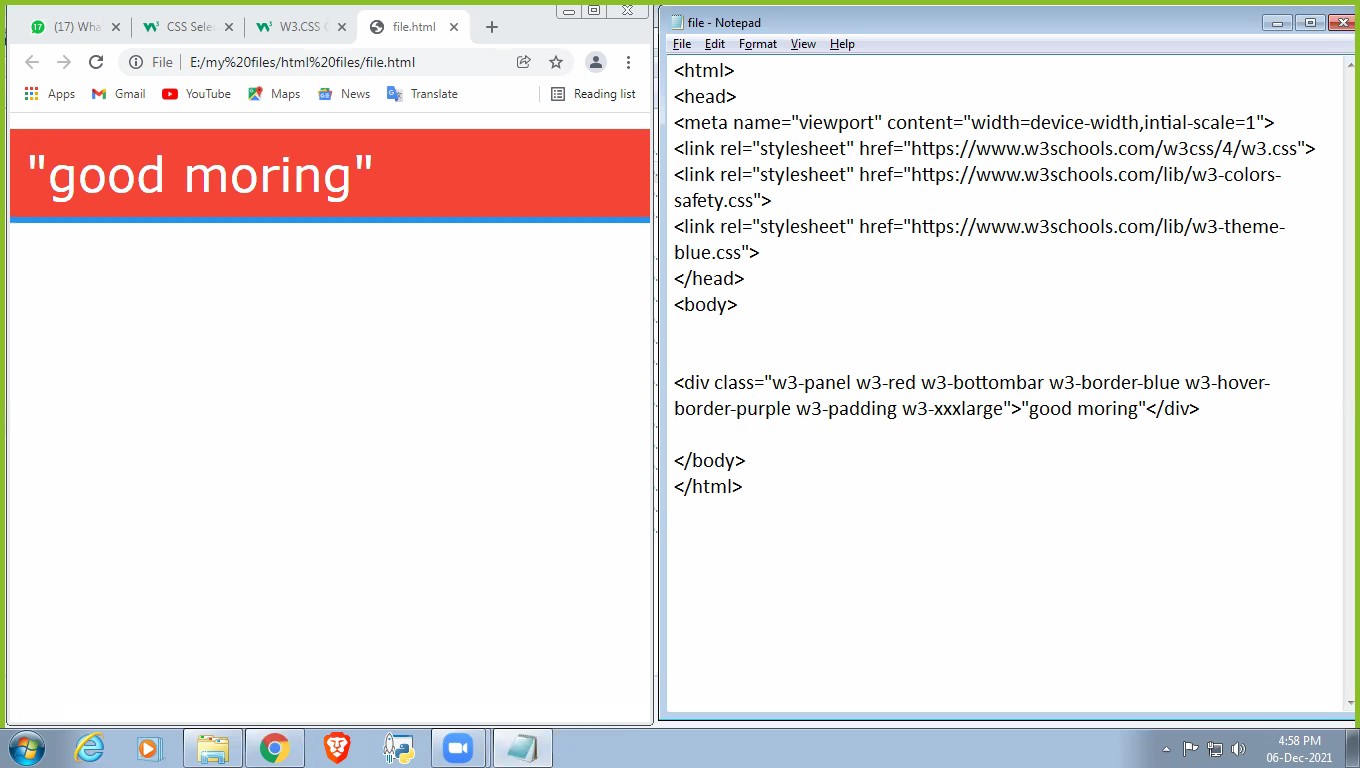 (17) Wha
CSS Sele
W3.CSS
file.html
File
E:/my%20files/html%20files/file.html
Apps
Gmail
YouTube
Maps
News
Translate
Reading list
"good moring"
file - Notepad
File Edit Format View Help
<html>
<head>
<meta name="viewport" content="width=device-width,intial-scale=1">
<link rel="stylesheet" href="https://www.w3schools.com/w3css/4/w3.css">
<link rel="stylesheet" href="https://www.w3schools.com/lib/w3-colors-
safety.css">
<link rel="stylesheet" href="https://www.w3schools.com/lib/w3-theme-
blue.css">
</head>
<body>
<div class="w3-panel w3-red w3-bottombar w3-border-blue w3-hover-
border-purple w3-padding w3-xxxlarge">"good moring"</div>
</body>
</html>
4:58 PM
06-Dec-2021